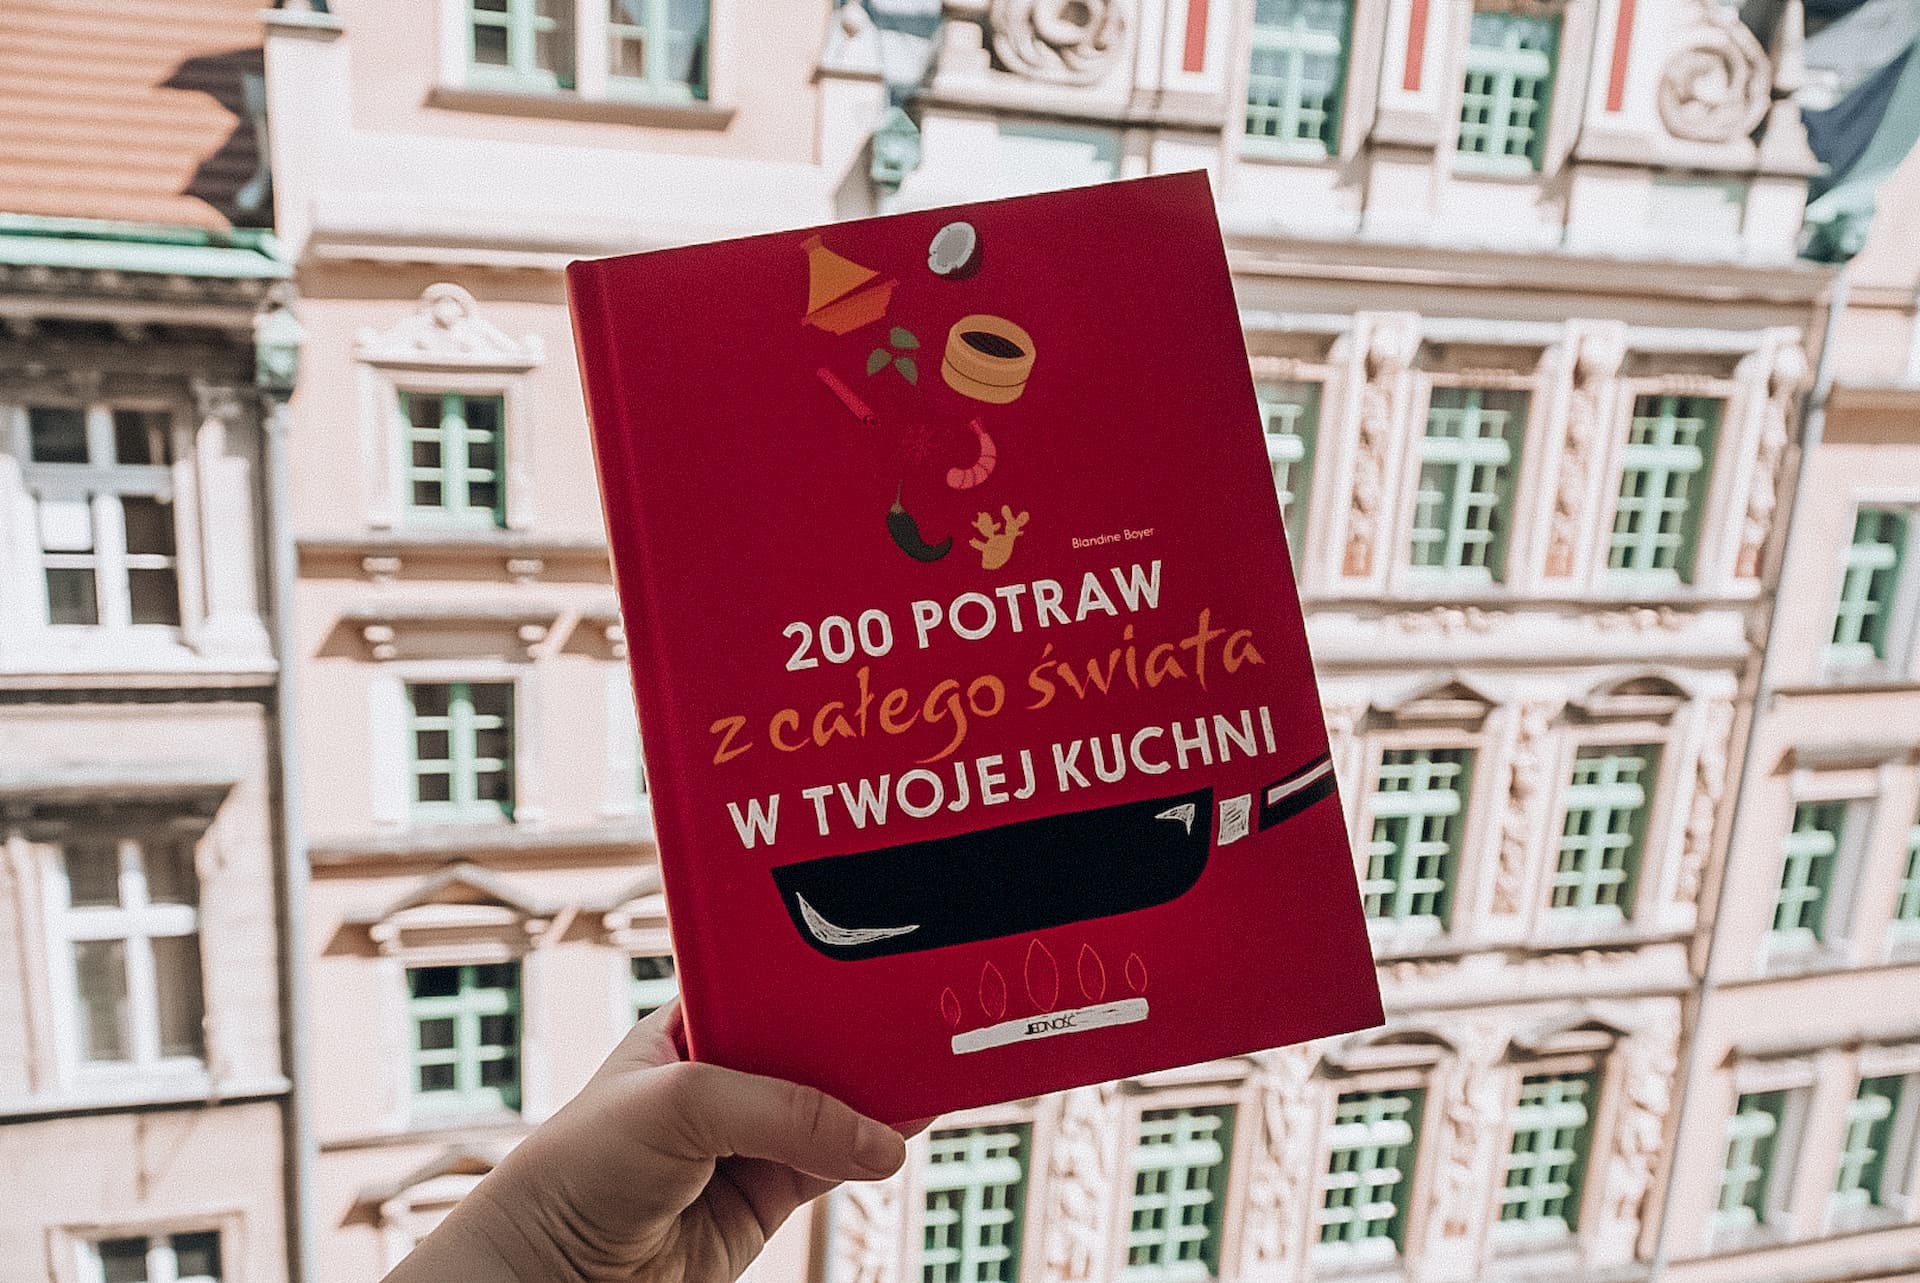 Blandine Boyer
200 POTRAW
z całego świata
W TWOJEJ KUCHNI
JEDNOŚĆ